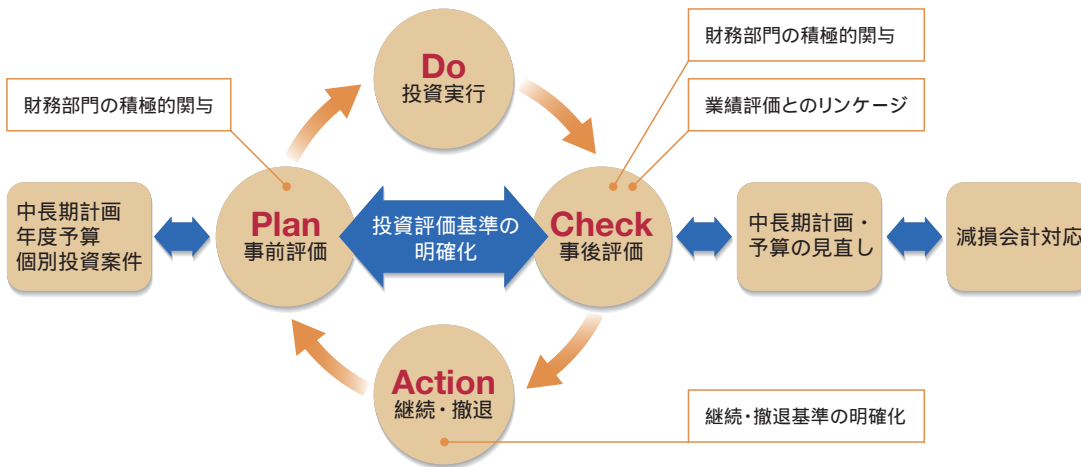 財務部門の積極的関与
Do
投資実行
財務部門の積極的関与
業績評価とのリンケージ
中長期計画
年度予算
個別投資案件
Plan
事前評価
投資評価基準の
明確化
Check
事後評価
中長期計画・
予算の見直し
減損会計対応
Action
継続・撤退
継続・撤退基準の明確化